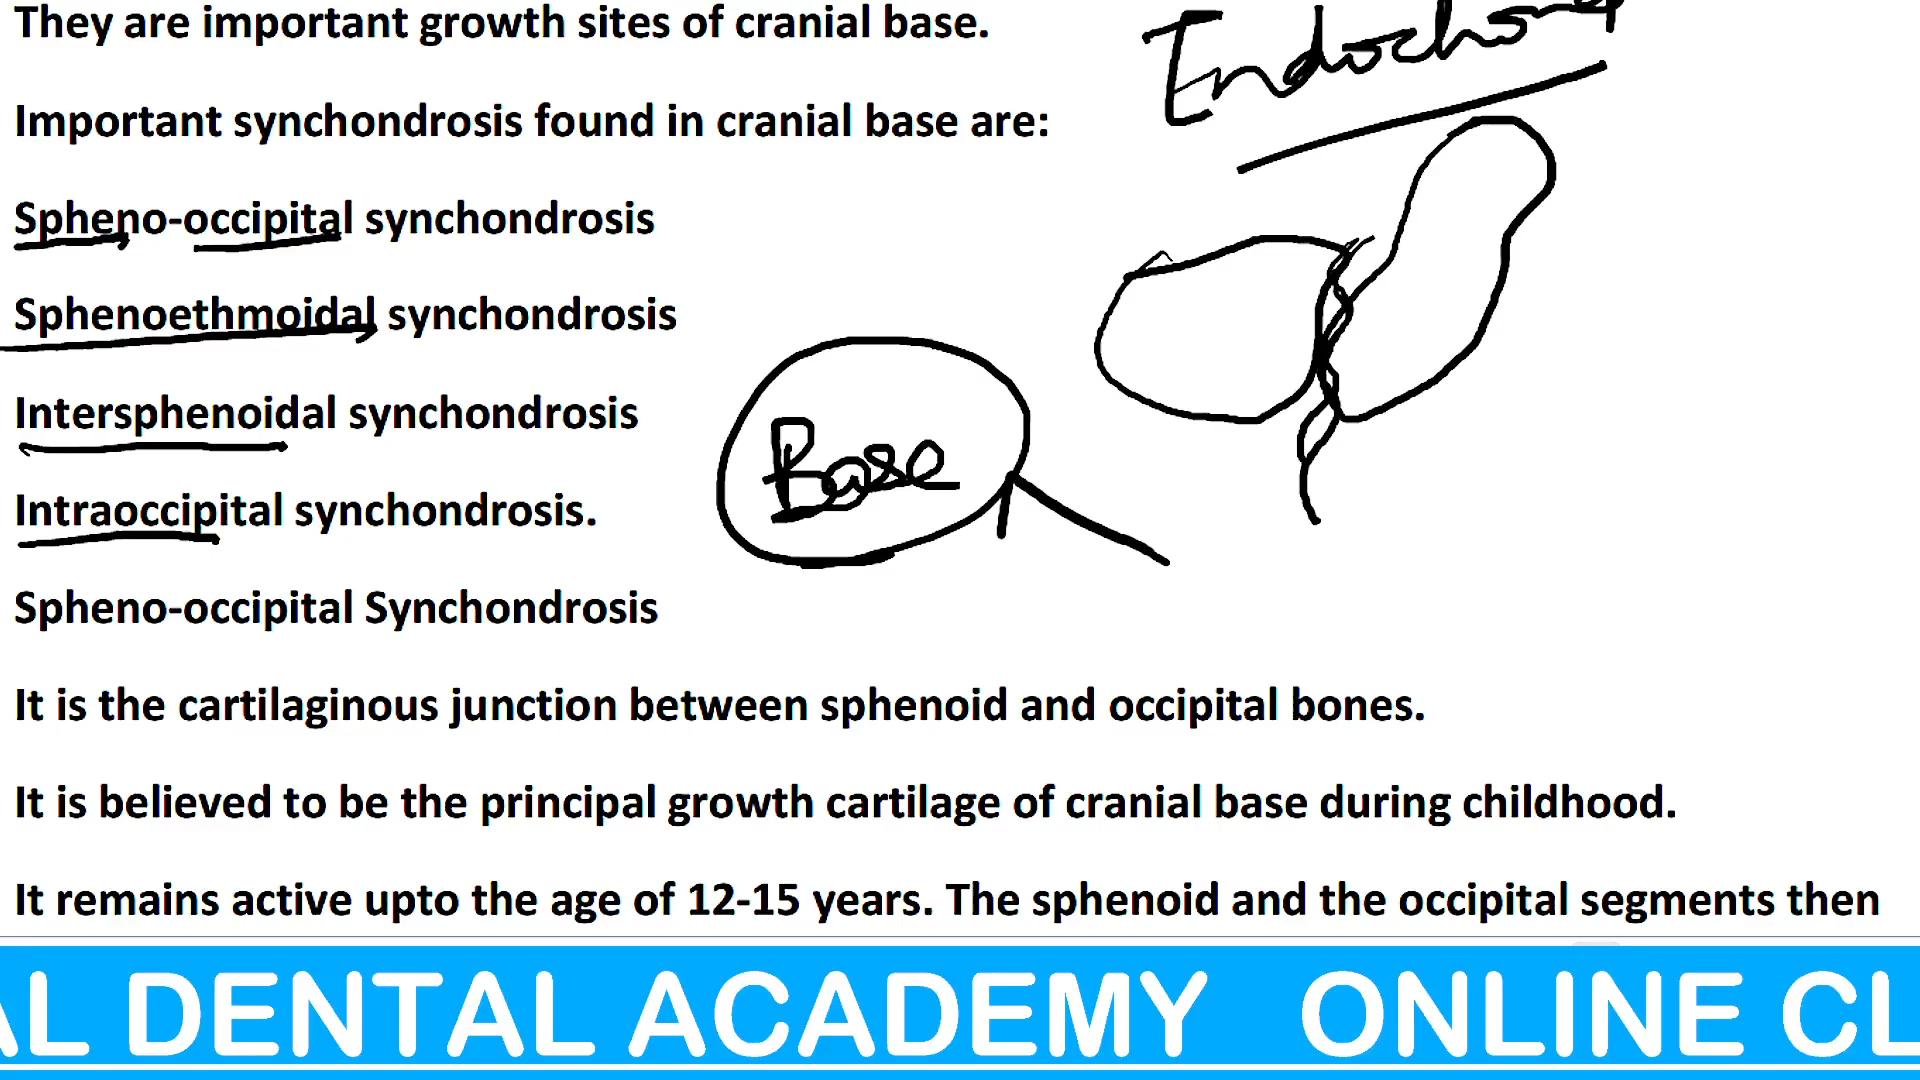 They are important growth sites of cranial base.
Important synchondrosis found in cranial base are:
Spheno-occipital synchondrosis
Sphenoethmoidal synchondrosis
Intersphenoidal synchondrosis
Base
Intraoccipital synchondrosis.
Spheno-occipital Synchondrosis
It is the cartilaginous junction between sphenoid and occipital bones.
It is believed to be the principal growth cartilage of cranial base during childhood.
It remains active upto the age of 12-15 years. The sphenoid and the occipital segments then
AL DENTAL ACADEMY ONLINE CL